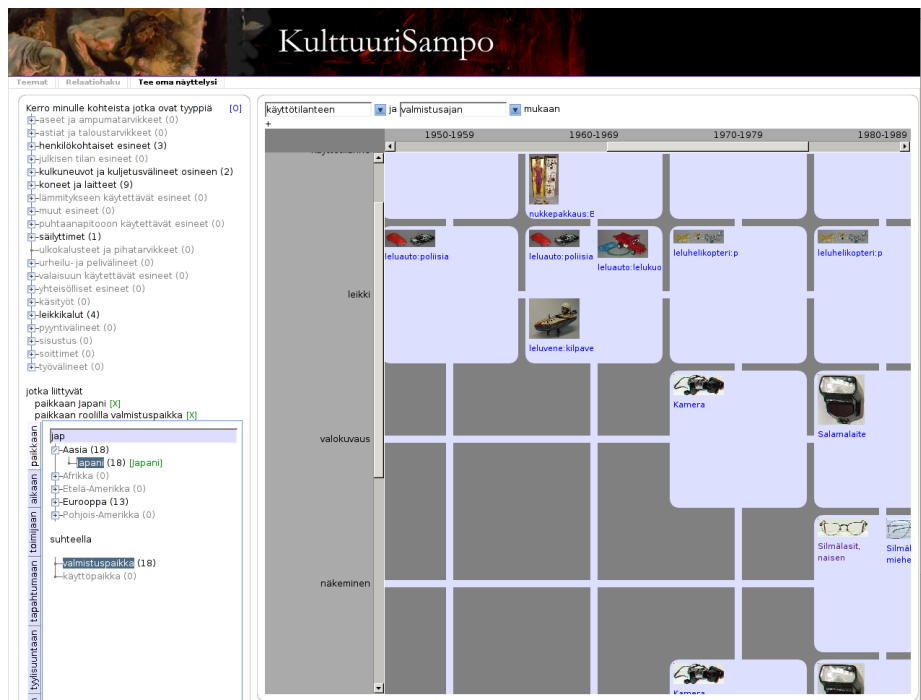 KulttuuriSampo
Teemat
Relaatiohaku
Tee oma näyttelysi
Kerro minulle kohteista jotka ovat tyyppiä [0]
aseet ja ampumatarvikkeet (0)
astiat ja taloustarvikkeet (0)
henkilökohtaiset esineet (3)
julkisen tilan esineet (0)
kulkuneuvot ja kuljetusvälineet osineen (2)
koneet ja laitteet (9)
lämmitykseen käytettävät esineet (0)
muut esineet (0)
puhtaanapitooon käytettävät esineet (0)
säilyttimet (1)
ulkokalusteet ja pihatarvikkeet (0)
urheilu- ja pelivälineet (0)
valaisuun käytettävät esineet (0)
yhteisölliset esineet (0)
käsityöt (0)
leikkikalut (4)
pyyntivälineet (0)
sisustus (0)
soittimet (0)
työvälineet (0)
jotka liittyvät
paikkaan Japani [X]
paikkaan roolilla valmistuspaikka [X]
paikkaan
aikaan
toimijaan
tapahtumaan
tyylisuuntaan
jap
Aasia (18)
Japani (18) [Japani]
Afrikka (0)
Etelä-Amerikka (0)
Eurooppa (13)
Pohjois-Amerikka (0)
suhteella
valmistuspaikka (18)
käyttöpaikka (0)
käyttötilanteen ja valmistusajan mukaan
+
1950-1959 1960-1969 1970-1979 1980-1989
nukkepakkaus:B
leikki
leluauto:poliisia
leluauto:poliisia
leluauto:lelukuo
leluhelikopteri:p
leluhelikopteri:p
leluvene:kilpave
valokuvaus
Kamera
Salamalaite
näkeminen
Silmälasit,
naisen
Silmäl
miehe
Kamera
Salamalaite